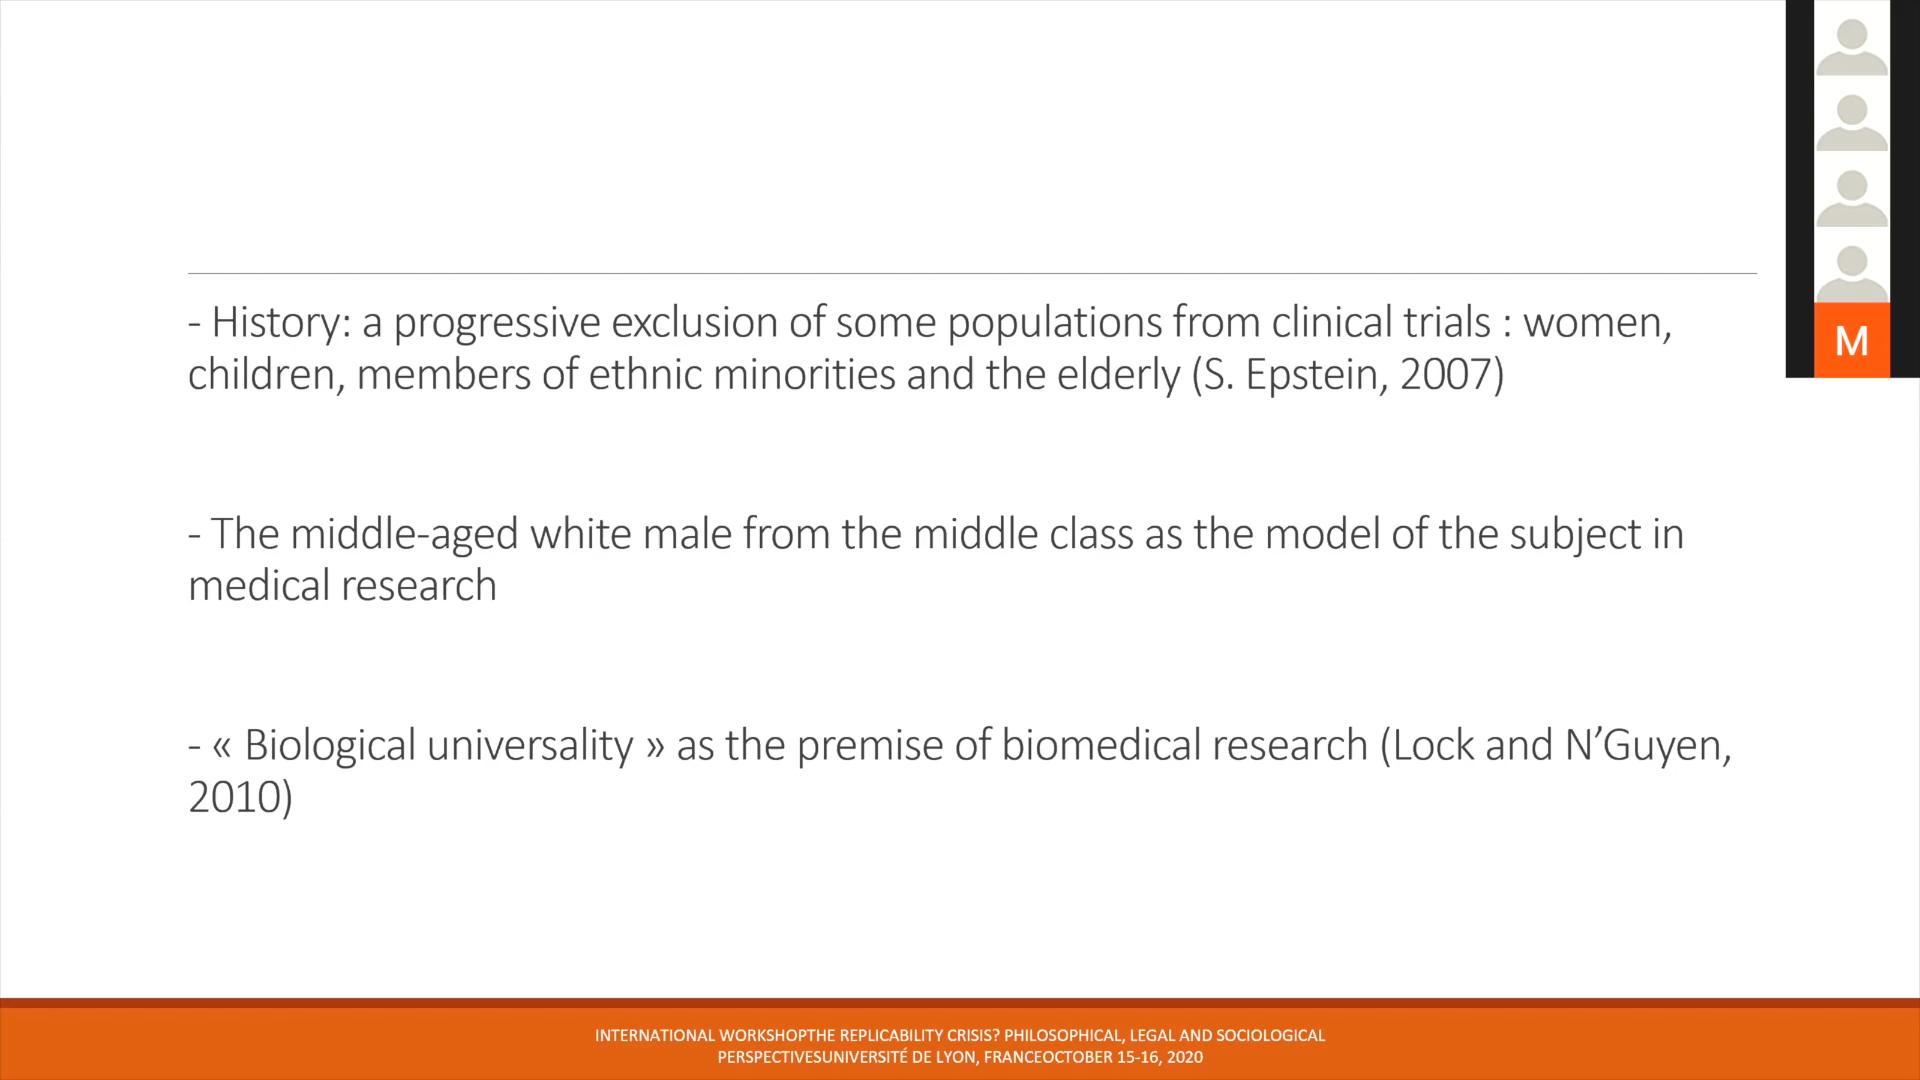 - History: a progressive exclusion of some populations from clinical trials : women,
children, members of ethnic minorities and the elderly (S. Epstein, 2007)
- The middle-aged white male from the middle class as the model of the subject in
medical research
- « Biological universality » as the premise of biomedical research (Lock and N’Guyen,
2010)
M
INTERNATIONAL WORKSHOPTHE REPLICABILITY CRISIS? PHILOSOPHICAL, LEGAL AND SOCIOLOGICAL
PERSPECTIVESUNIVERSITÉ DE LYON, FRANCEOCTOBER 15-16, 2020